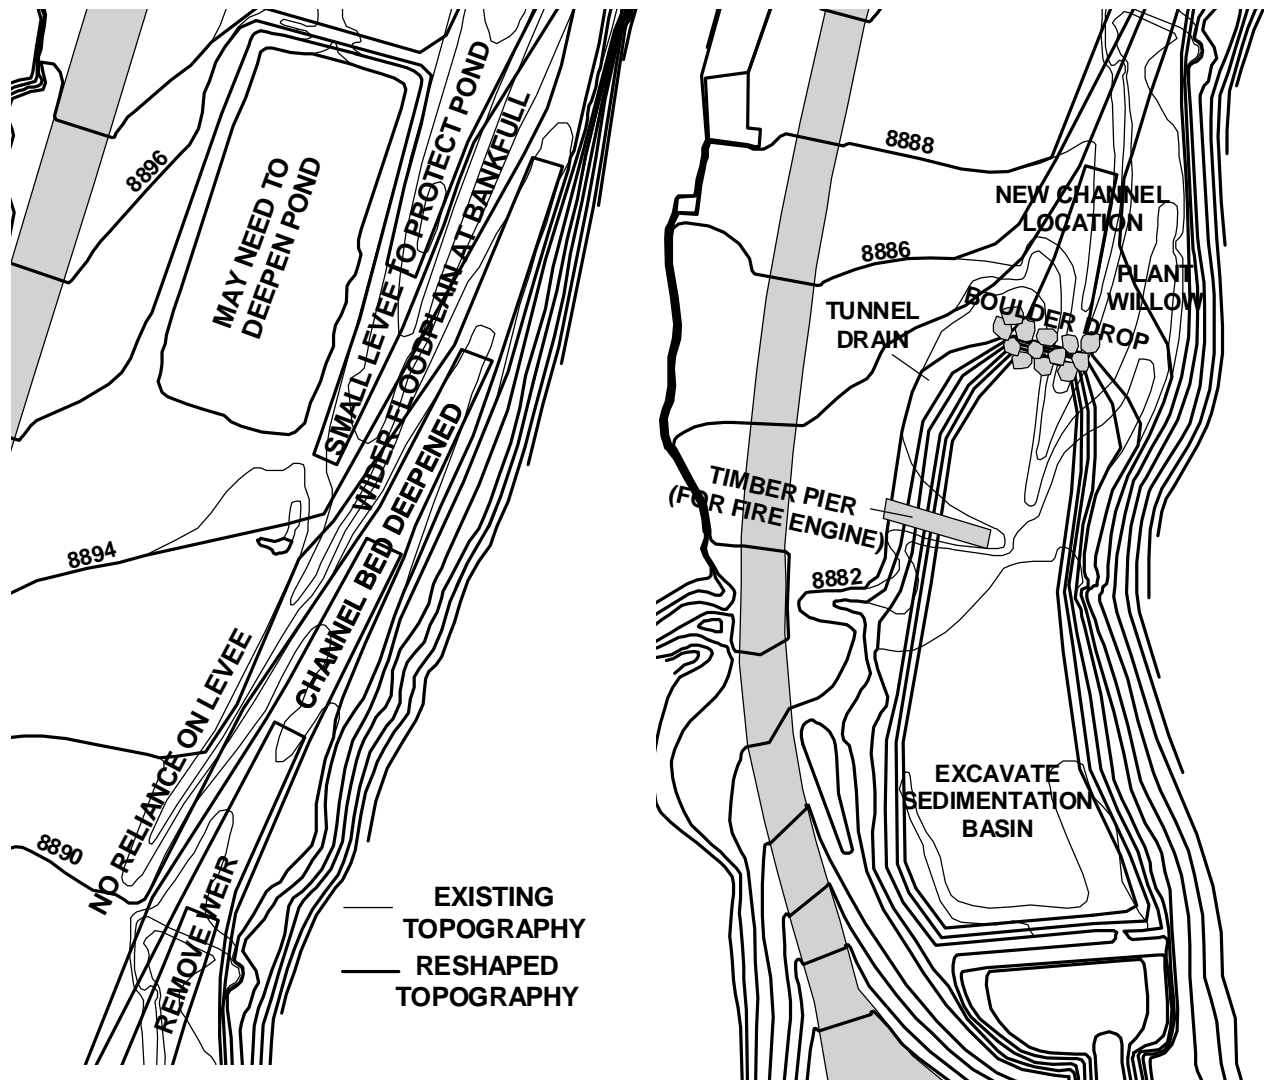 8896
MAY NEED TO
DEEPEN POND
SMALL LEVEE TO PROTECT POND
WIDER FLOODPLAIN AT BANKFULL
CHANNEL BED DEEPENED
8894
NO RELIANCE ON LEVEE
8890
REMOVE WEIR
EXISTING
TOPOGRAPHY
RESHAPED
TOPOGRAPHY
8888
NEW CHANNEL
LOCATION
8886
PLANT
WILLOW
BOULDER DROP
TUNNEL
DRAIN
TIMBER PIER
(FOR FIRE ENGINE)
8882
EXCAVATE
SEDIMENTATION
BASIN